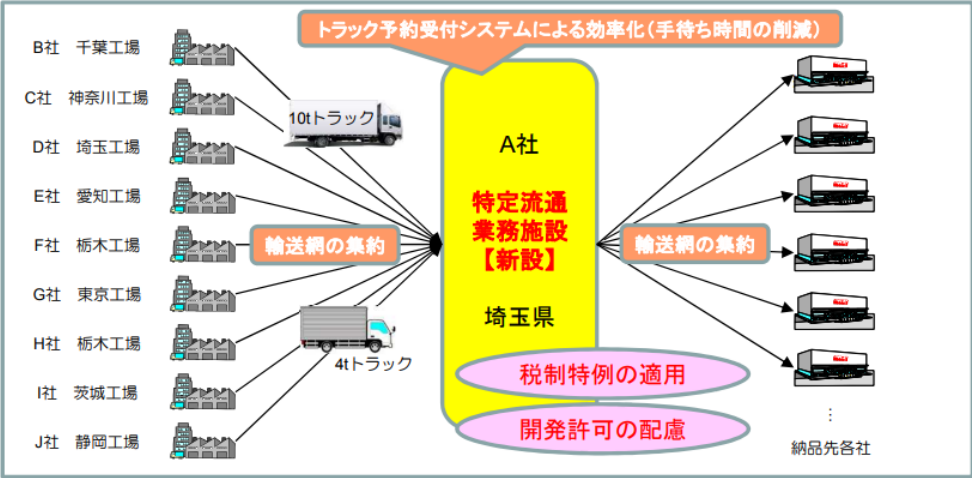 トラック予約受付システムによる効率化(手待ち時間の削減)
B社 千葉工場
C社 神奈川工場
D社 埼玉工場
E社 愛知工場
F社 栃木工場
G社 東京工場
H社 栃木工場
I社 茨城工場
J社 静岡工場
10tトラック
輸送網の集約
4tトラック
A社
特定流通
業務施設
【新設】
埼玉県
税制特例の適用
開発許可の配慮
輸送網の集約
⋮
納品先各社